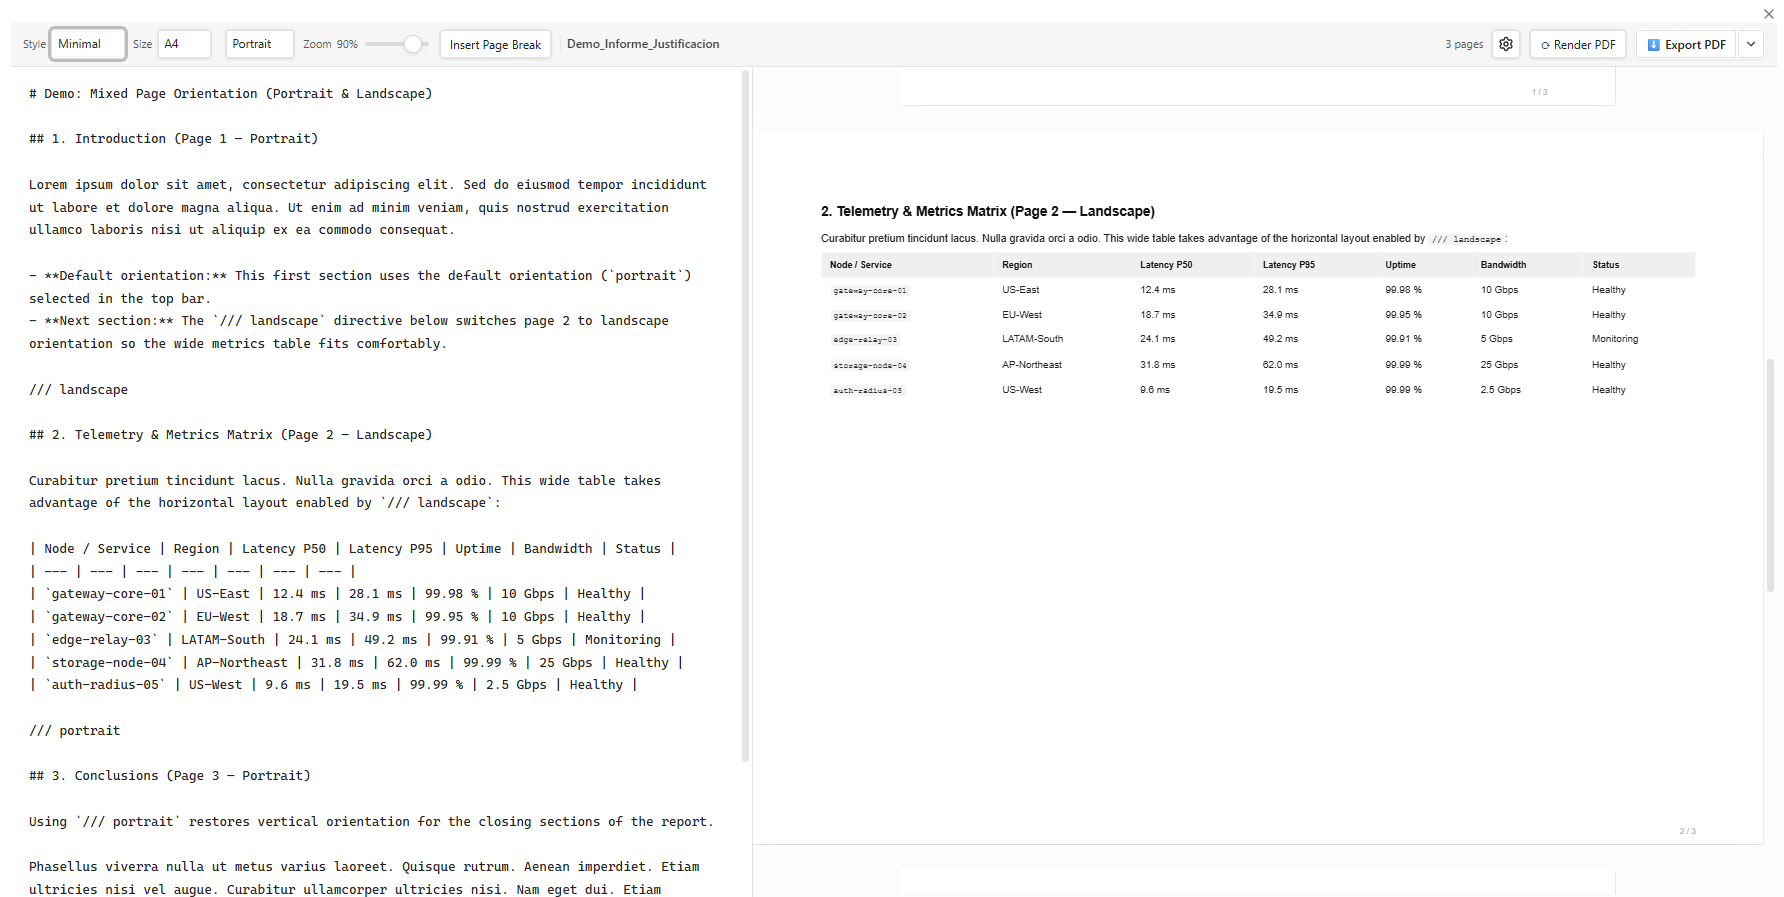 Style Minimal Size A4 Portrait Zoom 90% Insert Page Break Demo_Informe_Justificacion 3 pages Render PDF Export PDF
# Demo: Mixed Page Orientation (Portrait & Landscape)
## 1. Introduction (Page 1 — Portrait)
Lorem ipsum dolor sit amet, consectetur adipiscing elit. Sed do eiusmod tempor incididunt
ut labore et dolore magna aliqua. Ut enim ad minim veniam, quis nostrud exercitation
ullamco laboris nisi ut aliquip ex ea commodo consequat.
- **Default orientation:** This first section uses the default orientation (`portrait`)
selected in the top bar.
- **Next section:** The `/// landscape` directive below switches page 2 to landscape
orientation so the wide metrics table fits comfortably.
/// landscape
## 2. Telemetry & Metrics Matrix (Page 2 — Landscape)
Curabitur pretium tincidunt lacus. Nulla gravida orci a odio. This wide table takes
advantage of the horizontal layout enabled by `/// landscape`:
| Node / Service | Region | Latency P50 | Latency P95 | Uptime | Bandwidth | Status |
| --- | --- | --- | --- | --- | --- | --- |
| `gateway-core-01` | US-East | 12.4 ms | 28.1 ms | 99.98 % | 10 Gbps | Healthy |
| `gateway-core-02` | EU-West | 18.7 ms | 34.9 ms | 99.95 % | 10 Gbps | Healthy |
| `edge-relay-03` | LATAM-South | 24.1 ms | 49.2 ms | 99.91 % | 5 Gbps | Monitoring |
| `storage-node-04` | AP-Northeast | 31.8 ms | 62.0 ms | 99.99 % | 25 Gbps | Healthy |
| `auth-radius-05` | US-West | 9.6 ms | 19.5 ms | 99.99 % | 2.5 Gbps | Healthy |
/// portrait
## 3. Conclusions (Page 3 — Portrait)
Using `/// portrait` restores vertical orientation for the closing sections of the report.
Phasellus viverra nulla ut metus varius laoreet. Quisque rutrum. Aenean imperdiet. Etiam
ultricies nisi vel augue. Curabitur ullamcorper ultricies nisi. Nam eget dui. Etiam
1 / 3
2. Telemetry & Metrics Matrix (Page 2 — Landscape)
Curabitur pretium tincidunt lacus. Nulla gravida orci a odio. This wide table takes advantage of the horizontal layout enabled by /// landscape :
Node / Service Region Latency P50 Latency P95 Uptime Bandwidth Status
gateway-core-01 US-East 12.4 ms 28.1 ms 99.98 % 10 Gbps Healthy
gateway-core-02 EU-West 18.7 ms 34.9 ms 99.95 % 10 Gbps Healthy
edge-relay-03 LATAM-South 24.1 ms 49.2 ms 99.91 % 5 Gbps Monitoring
storage-node-04 AP-Northeast 31.8 ms 62.0 ms 99.99 % 25 Gbps Healthy
auth-radius-05 US-West 9.6 ms 19.5 ms 99.99 % 2.5 Gbps Healthy
2 / 3